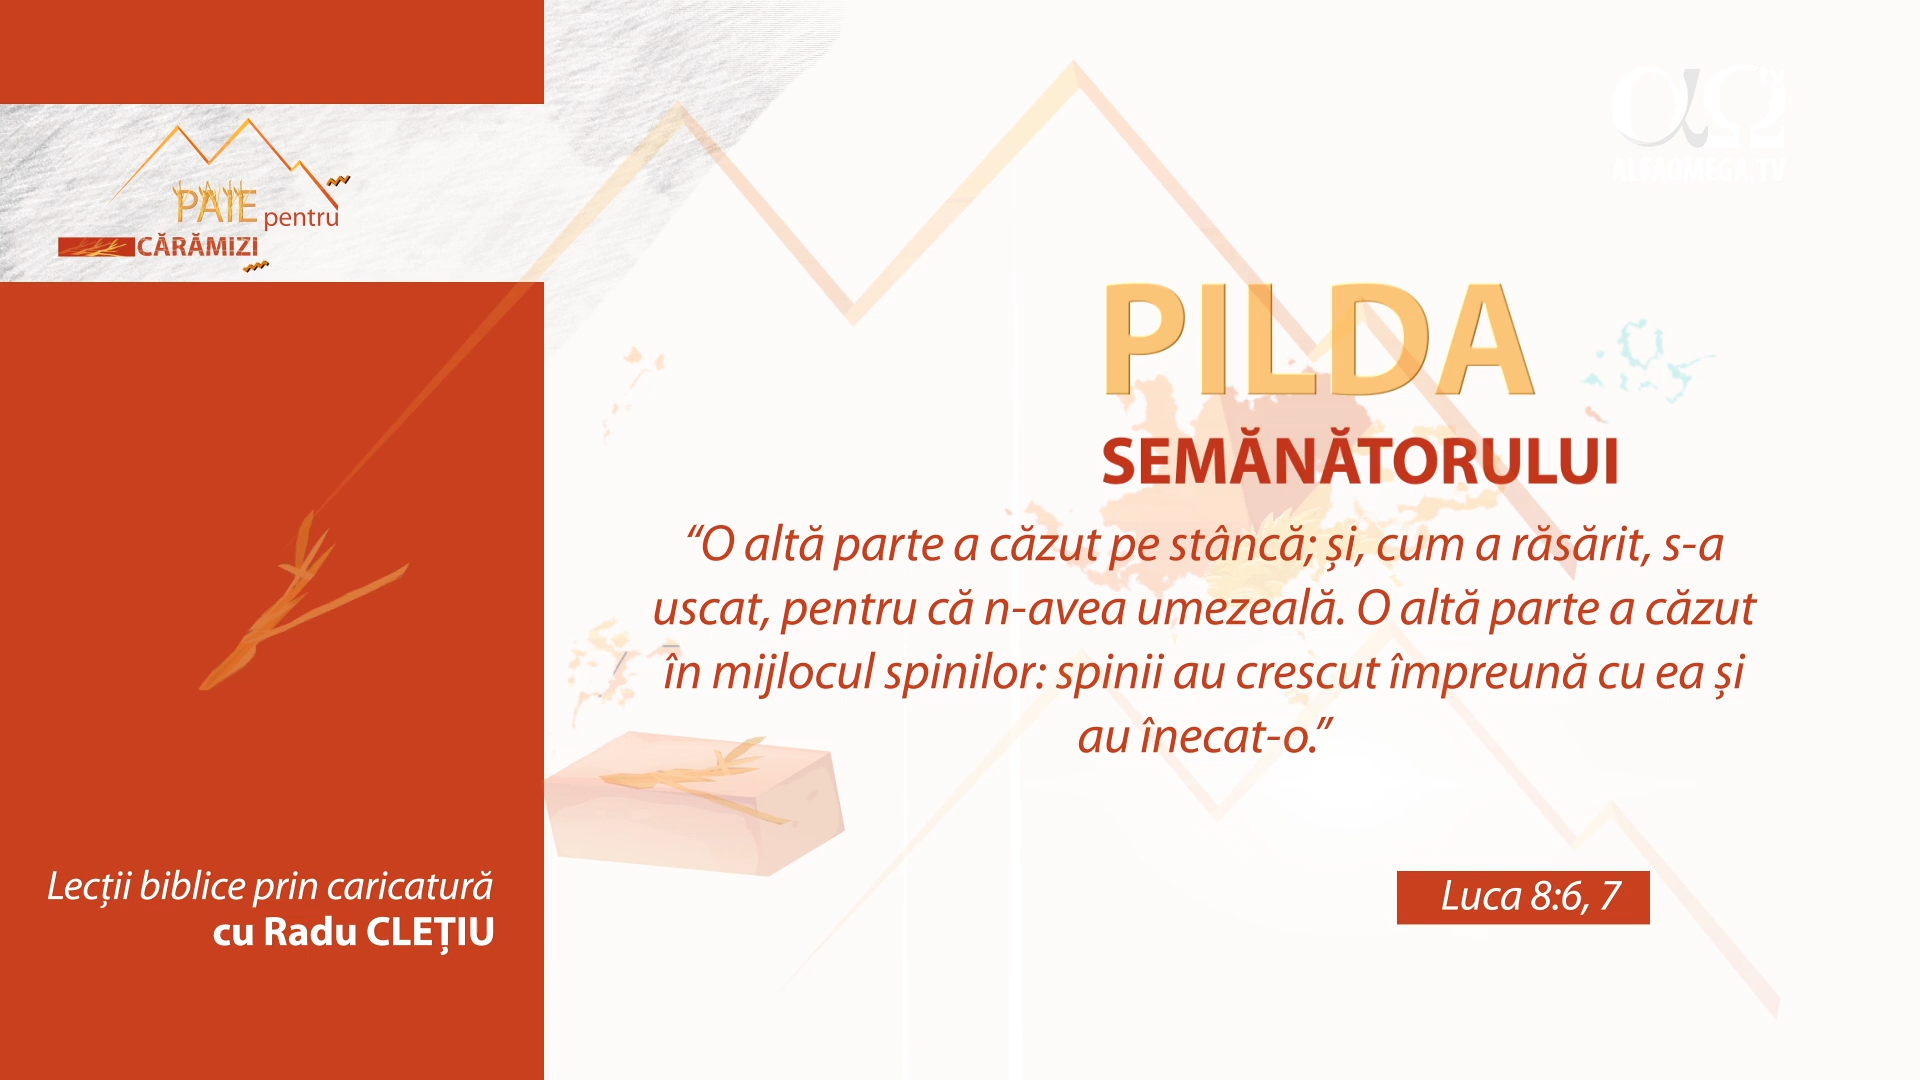 PAIE
pentru
CĂRĂMIZI
Lecții biblice prin caricatură
cu Radu CLEȚIU
αΩ tv
ALFAOMEGA.TV
PILDA
SEMĂNĂTORULUI
“O altă parte a căzut pe stâncă; și, cum a răsărit, s-a
uscat, pentru că n-avea umezeală. O altă parte a căzut
în mijlocul spinilor: spinii au crescut împreună cu ea și
au înecat-o.”
Luca 8:6, 7